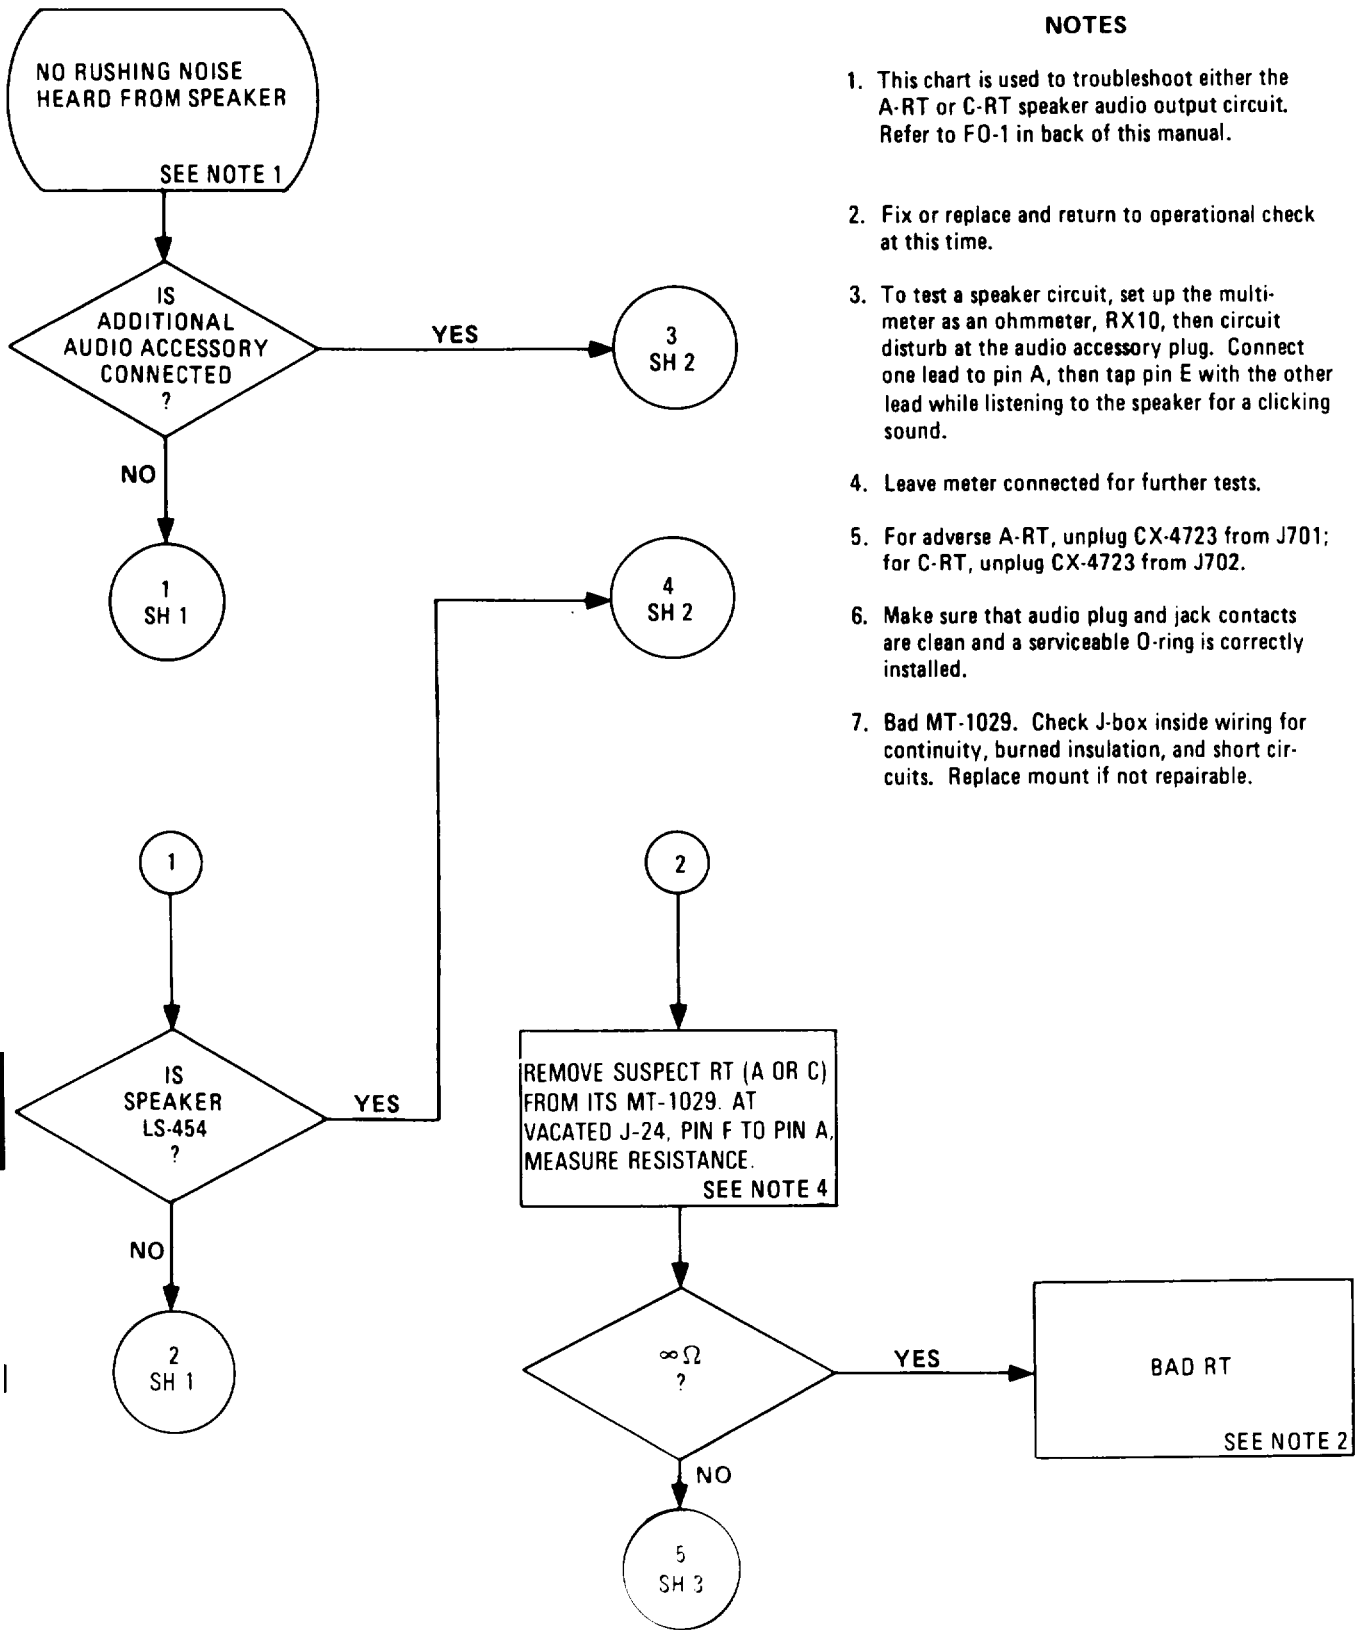 NO RUSHING NOISE
HEARD FROM SPEAKER
SEE NOTE 1
IS
ADDITIONAL
AUDIO ACCESSORY
CONNECTED
?
YES
3
SH 2
NO
1
SH 1
4
SH 2
1
IS
SPEAKER
LS-454
?
YES
NO
2
SH 1
2
REMOVE SUSPECT RT (A OR C)
FROM ITS MT-1029. AT
VACATED J-24, PIN F TO PIN A,
MEASURE RESISTANCE.
SEE NOTE 4
∞ Ω
?
YES
BAD RT
SEE NOTE 2
NO
5
SH 3
NOTES
1. This chart is used to troubleshoot either the
A-RT or C-RT speaker audio output circuit.
Refer to FO-1 in back of this manual.
2. Fix or replace and return to operational check
at this time.
3. To test a speaker circuit, set up the multi-
meter as an ohmmeter, RX10, then circuit
disturb at the audio accessory plug. Connect
one lead to pin A, then tap pin E with the other
lead while listening to the speaker for a clicking
sound.
4. Leave meter connected for further tests.
5. For adverse A-RT, unplug CX-4723 from J701;
for C-RT, unplug CX-4723 from J702.
6. Make sure that audio plug and jack contacts
are clean and a serviceable O-ring is correctly
installed.
7. Bad MT-1029. Check J-box inside wiring for
continuity, burned insulation, and short cir-
cuits. Replace mount if not repairable.